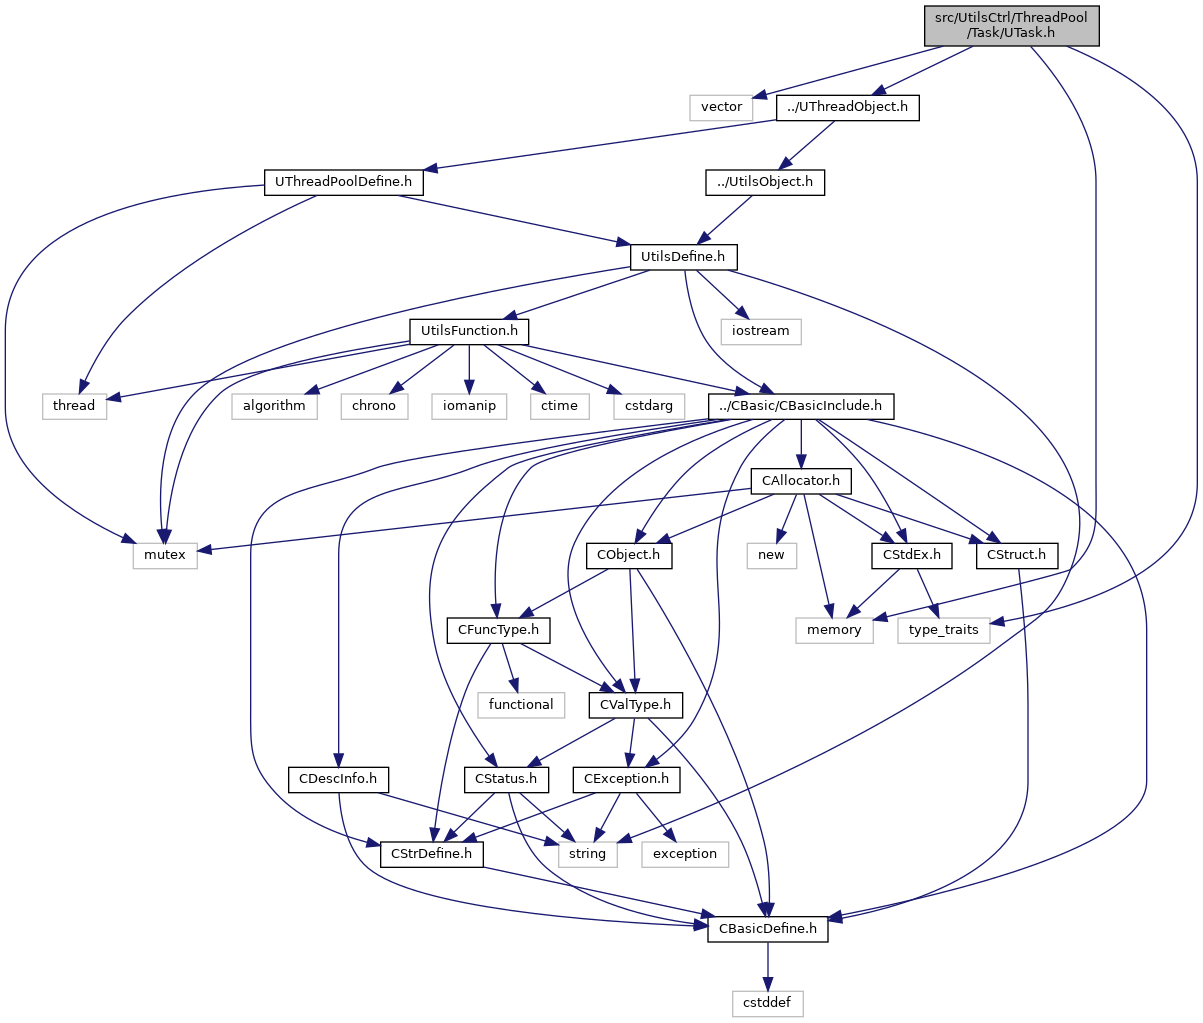 src/UtilsCtrl/ThreadPool
/Task/UTask.h
vector
../UThreadObject.h
UThreadPoolDefine.h
../UtilsObject.h
UtilsDefine.h
UtilsFunction.h
iostream
thread
algorithm
chrono
iomanip
ctime
cstdarg
../CBasic/CBasicInclude.h
CAllocator.h
mutex
CObject.h
new
CStdEx.h
CStruct.h
CFuncType.h
memory
type_traits
functional
CValType.h
CDescInfo.h
CStatus.h
CException.h
CStrDefine.h
string
exception
CBasicDefine.h
cstddef